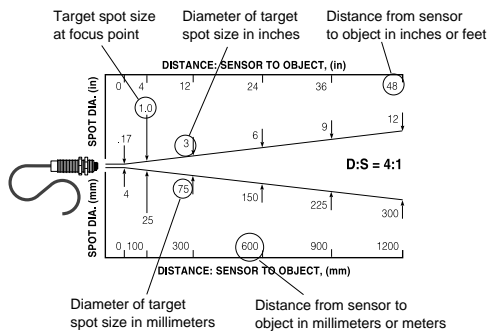 Target spot size
at focus point
Diameter of target
spot size in inches
Distance from sensor
to object in inches or feet
DISTANCE: SENSOR TO OBJECT, (in)
0 4 12 24 36 48
SPOT DIA. (in)
.17 1.0 3 6 9 12
D:S = 4:1
SPOT DIA. (mm)
4 25 75 150 225 300
0 100 300 600 900 1200
DISTANCE: SENSOR TO OBJECT, (mm)
Diameter of target
spot size in millimeters
Distance from sensor to
object in millimeters or meters